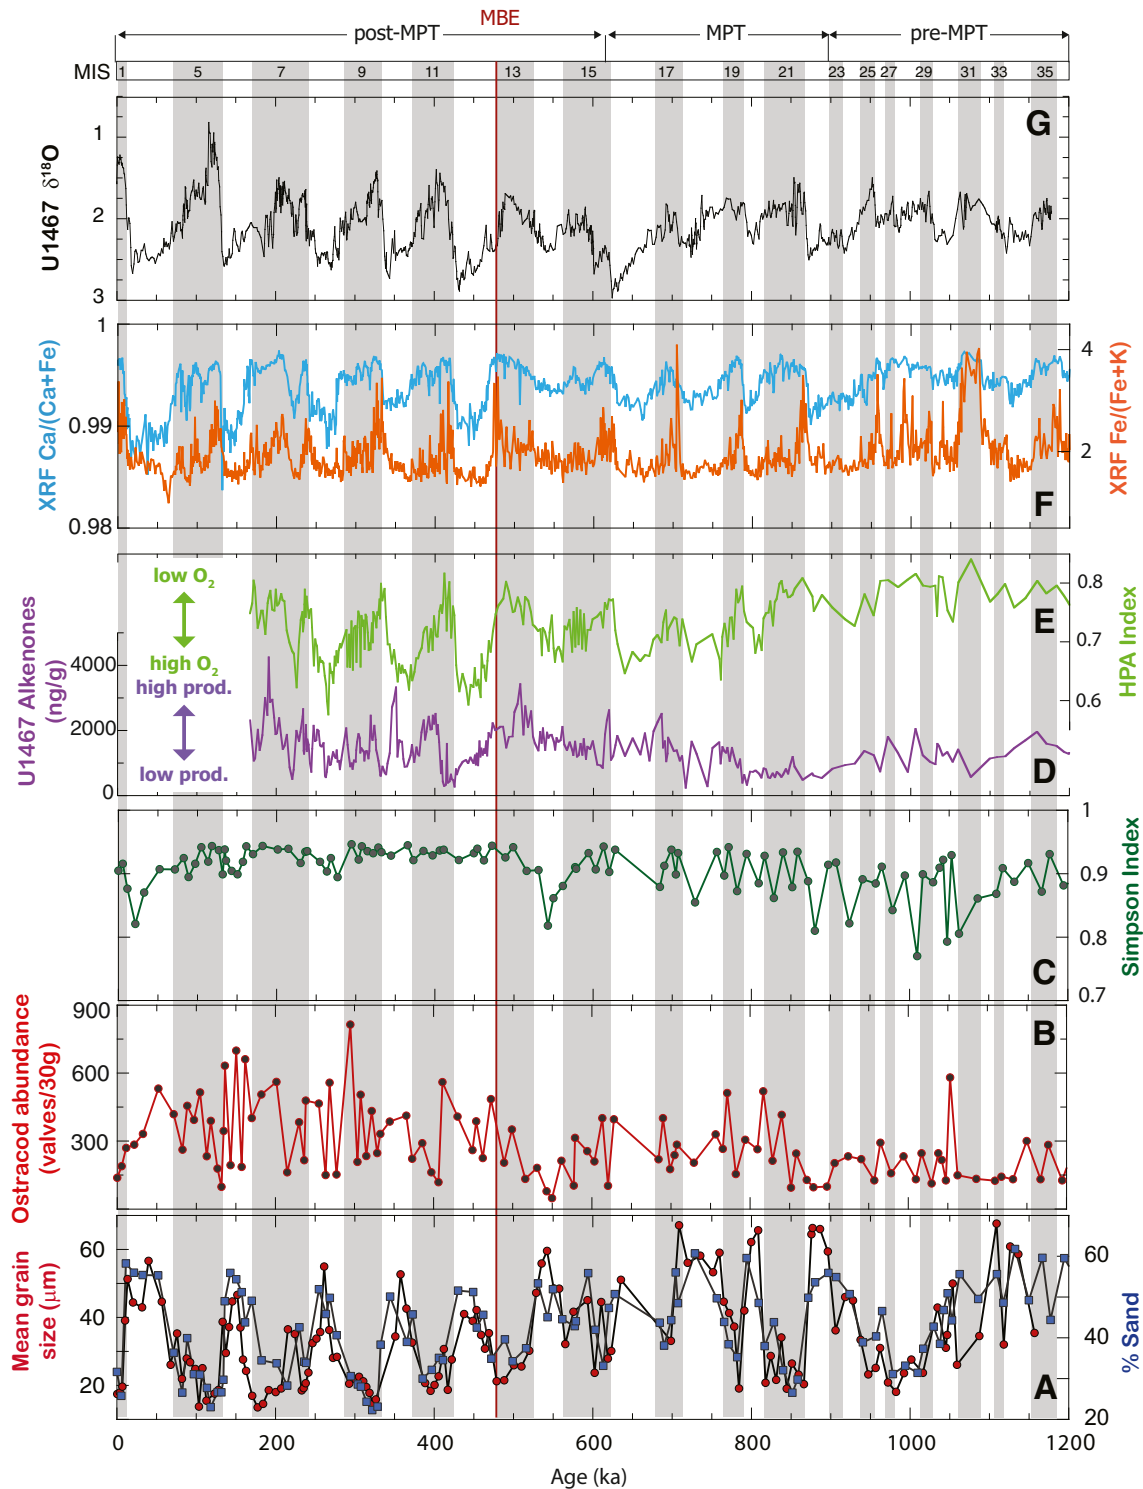 MBE
post-MPT
MPT
pre-MPT
MIS
1
5
7
9
11
13
15
17
19
21
23
25
27
29
31
33
35
G
U1467 δ18O
1
2
3
XRF Ca/(Ca+Fe)
1
0.99
0.98
XRF Fe/(Fe+K)
4
2
F
low O2
high O2
high prod.
low prod.
E
HPA Index
0.8
0.7
0.6
U1467 Alkenones
(ng/g)
4000
2000
0
D
Simpson Index
1
0.9
0.8
0.7
C
Ostracod abundance
(valves/30g)
900
600
300
B
Mean grain
size (μm)
60
40
20
% Sand
60
40
20
A
0
200
400
600
800
1000
1200
Age (ka)